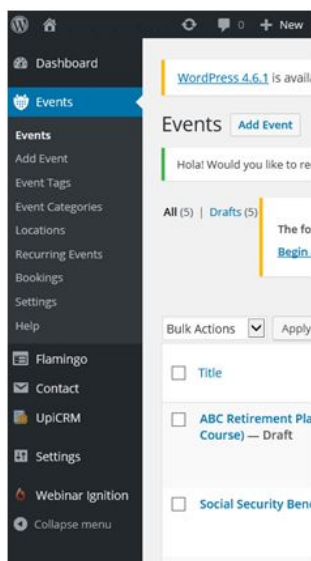 0 + New
Dashboard
Events
Events
Add Event
Event Tags
Event Categories
Locations
Recurring Events
Bookings
Settings
Help
Flamingo
Contact
UpiCRM
Settings
Webinar Ignition
Collapse menu
WordPress 4.6.1 is avail
Events Add Event
Hola! Would you like to re
All (5) | Drafts (5)
The fo
Begin
Bulk Actions Apply
Title
ABC Retirement Pla
Course) — Draft
Social Security Bene